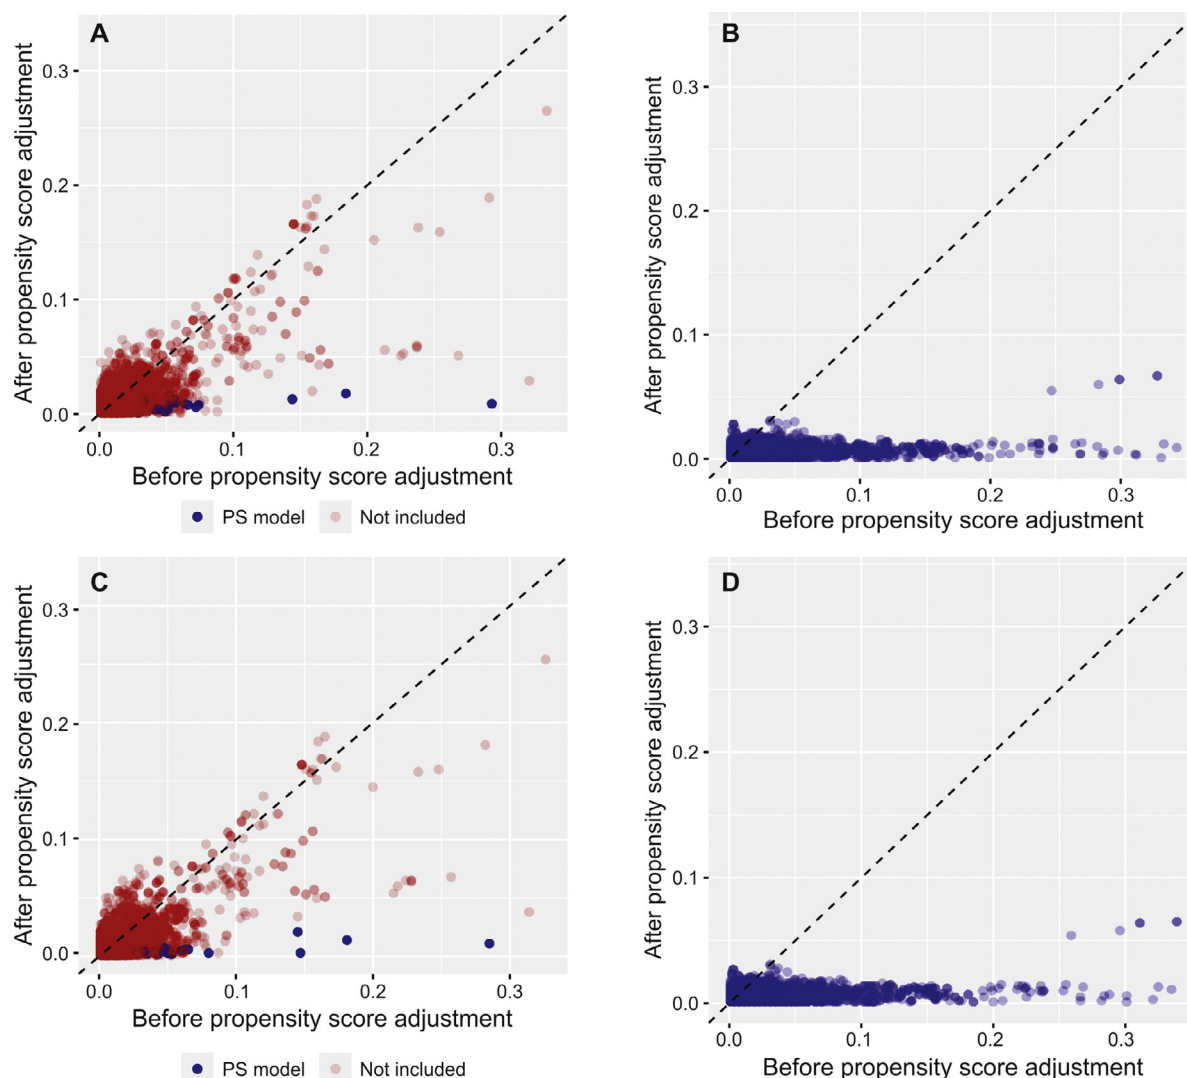 A
After propensity score adjustment
0.3
0.2
0.1
0.0
0.0 0.1 0.2 0.3
Before propensity score adjustment
PS model Not included
B
After propensity score adjustment
0.3
0.2
0.1
0.0
0.0 0.1 0.2 0.3
Before propensity score adjustment
C
After propensity score adjustment
0.3
0.2
0.1
0.0
0.0 0.1 0.2 0.3
Before propensity score adjustment
PS model Not included
D
After propensity score adjustment
0.3
0.2
0.1
0.0
0.0 0.1 0.2 0.3
Before propensity score adjustment